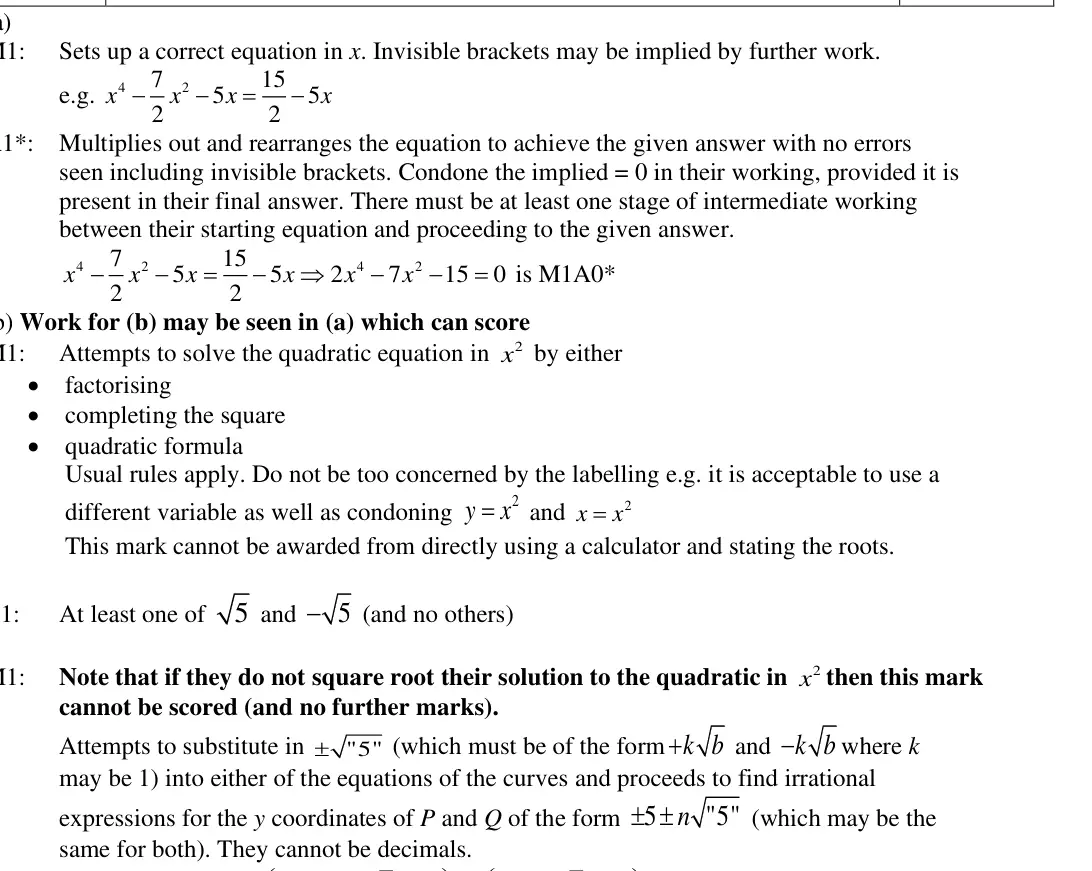 a)
M1: Sets up a correct equation in x. Invisible brackets may be implied by further work.
e.g. x⁴ − 7/2 x² − 5x = 15/2 − 5x
A1*: Multiplies out and rearranges the equation to achieve the given answer with no errors
seen including invisible brackets. Condone the implied = 0 in their working, provided it is
present in their final answer. There must be at least one stage of intermediate working
between their starting equation and proceeding to the given answer.
x⁴ − 7/2 x² − 5x = 15/2 − 5x ⇒ 2x⁴ − 7x² − 15 = 0 is M1A0*
b) Work for (b) may be seen in (a) which can score
M1: Attempts to solve the quadratic equation in x² by either
• factorising
• completing the square
• quadratic formula
Usual rules apply. Do not be too concerned by the labelling e.g. it is acceptable to use a
different variable as well as condoning y = x² and x = x²
This mark cannot be awarded from directly using a calculator and stating the roots.
1: At least one of √5 and −√5 (and no others)
M1: Note that if they do not square root their solution to the quadratic in x² then this mark
cannot be scored (and no further marks).
Attempts to substitute in ±√"5" (which must be of the form +k√b and −k√b where k
may be 1) into either of the equations of the curves and proceeds to find irrational
expressions for the y coordinates of P and Q of the form ±5±n√"5" (which may be the
same for both). They cannot be decimals.